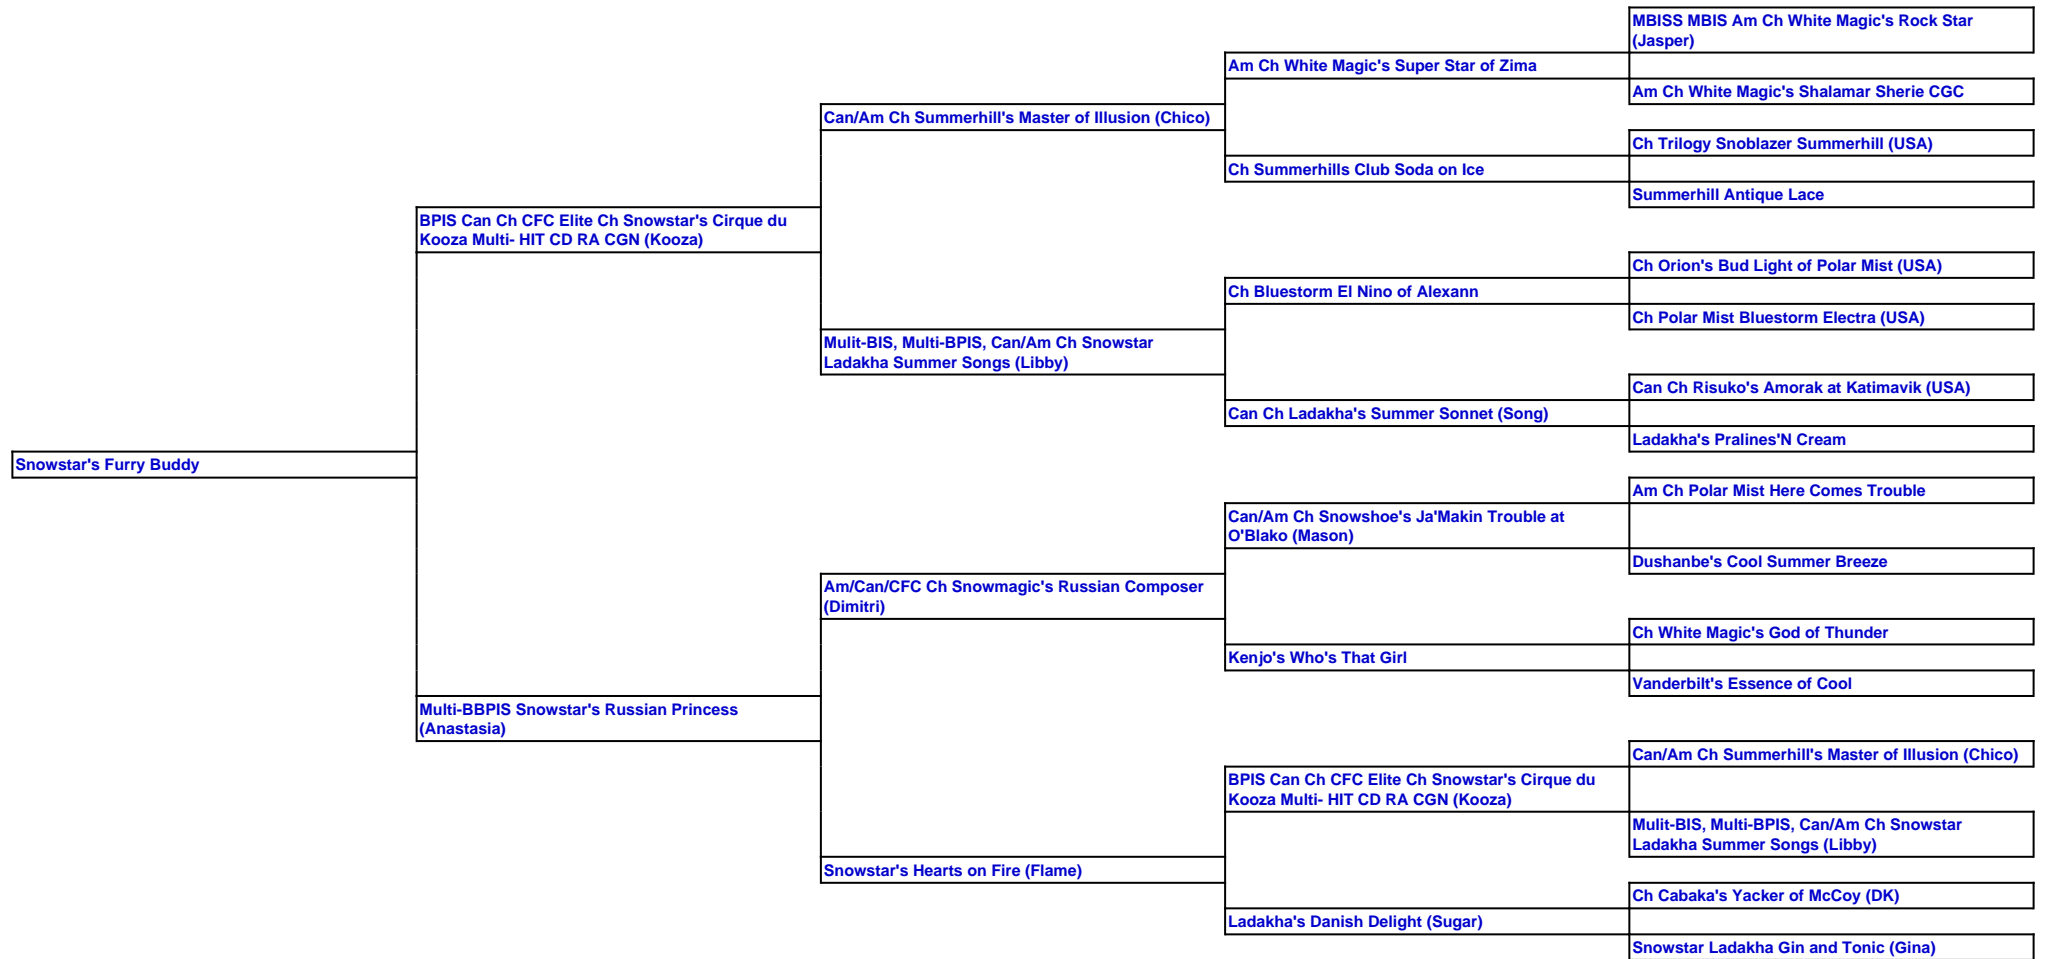 MBISS MBIS Am Ch White Magic's Rock Star
(Jasper)
Am Ch White Magic's Super Star of Zima
Am Ch White Magic's Shalamar Sherie CGC
Can/Am Ch Summerhill's Master of Illusion (Chico)
Ch Trilogy Snoblazer Summerhill (USA)
Ch Summerhills Club Soda on Ice
Summerhill Antique Lace
BPIS Can Ch CFC Elite Ch Snowstar's Cirque du
Kooza Multi- HIT CD RA CGN (Kooza)
Ch Orion's Bud Light of Polar Mist (USA)
Ch Bluestorm El Nino of Alexann
Ch Polar Mist Bluestorm Electra (USA)
Mulit-BIS, Multi-BPIS, Can/Am Ch Snowstar
Ladakha Summer Songs (Libby)
Can Ch Risuko's Amorak at Katimavik (USA)
Can Ch Ladakha's Summer Sonnet (Song)
Ladakha's Pralines'N Cream
Snowstar's Furry Buddy
Am Ch Polar Mist Here Comes Trouble
Can/Am Ch Snowshoe's Ja'Makin Trouble at
O'Blako (Mason)
Dushanbe's Cool Summer Breeze
Am/Can/CFC Ch Snowmagic's Russian Composer
(Dimitri)
Ch White Magic's God of Thunder
Kenjo's Who's That Girl
Vanderbilt's Essence of Cool
Multi-BBPIS Snowstar's Russian Princess
(Anastasia)
Can/Am Ch Summerhill's Master of Illusion (Chico)
BPIS Can Ch CFC Elite Ch Snowstar's Cirque du
Kooza Multi- HIT CD RA CGN (Kooza)
Mulit-BIS, Multi-BPIS, Can/Am Ch Snowstar
Ladakha Summer Songs (Libby)
Snowstar's Hearts on Fire (Flame)
Ch Cabaka's Yacker of McCoy (DK)
Ladakha's Danish Delight (Sugar)
Snowstar Ladakha Gin and Tonic (Gina)